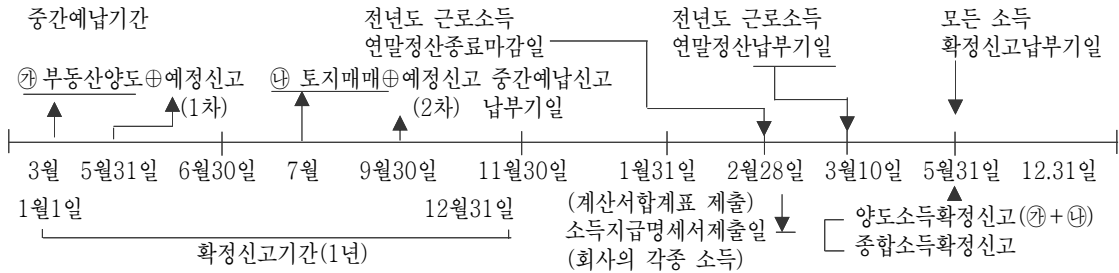 중간예납기간
전년도 근로소득
연말정산종료마감일
전년도 근로소득
연말정산납부기일
모든 소득
확정신고납부기일
㉮ 부동산양도⊕예정신고
(1차)
㉯ 토지매매⊕예정신고
(2차)
중간예납신고
납부기일
3월 5월31일 6월30일 7월 9월30일 11월30일 1월31일 2월28일 3월10일 5월31일 12.31일
1월1일 12월31일
확정신고기간(1년)
(계산서합계표 제출)
소득지급명세서제출일
(회사의 각종 소득)
양도소득확정신고(㉮+㉯)
종합소득확정신고